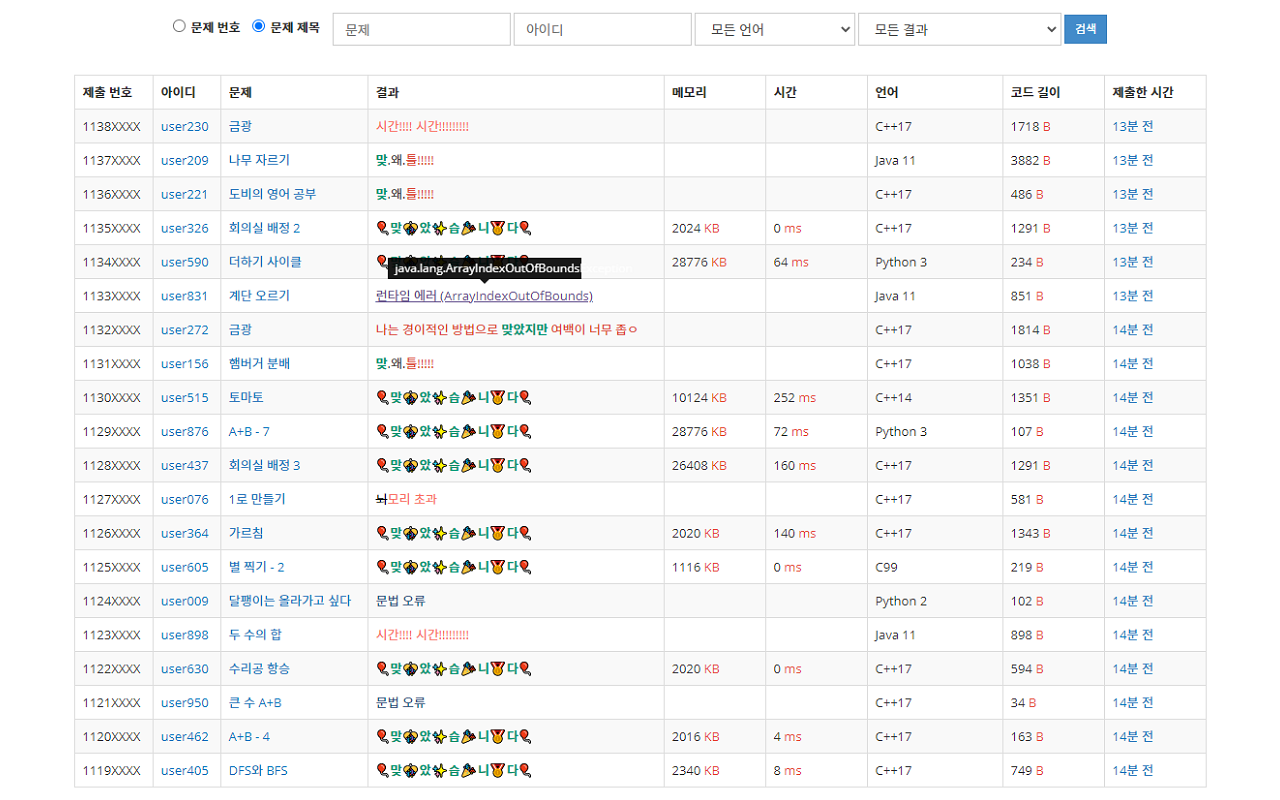 문제 번호 문제 제목 문제 아이디 모든 언어 모든 결과 검색
제출 번호 아이디 문제 결과 메모리 시간 언어 코드 길이 제출한 시간
1138XXXX user230 금광 시간!!!! 시간!!!!!!!!! C++17 1718 B 13분 전
1137XXXX user209 나무 자르기 맞.왜.틀!!!!! Java 11 3882 B 13분 전
1136XXXX user221 도비의 영어 공부 맞.왜.틀!!!!! C++17 486 B 13분 전
1135XXXX user326 회의실 배정 2 🎈맞🎊았✨습🎉니🏅다🎈 2024 KB 0 ms C++17 1291 B 13분 전
1134XXXX user590 더하기 사이클 28776 KB 64 ms Python 3 234 B 13분 전
java.lang.ArrayIndexOutOfBounds
1133XXXX user831 계단 오르기 런타임 에러 (ArrayIndexOutOfBounds) Java 11 851 B 13분 전
1132XXXX user272 금광 나는 경이적인 방법으로 맞았지만 여백이 너무 좁ㅇ C++17 1814 B 14분 전
1131XXXX user156 햄버거 분배 맞.왜.틀!!!!! C++17 1038 B 14분 전
1130XXXX user515 토마토 🎈맞🎊았✨습🎉니🏅다🎈 10124 KB 252 ms C++14 1351 B 14분 전
1129XXXX user876 A+B - 7 🎈맞🎊았✨습🎉니🏅다🎈 28776 KB 72 ms Python 3 107 B 14분 전
1128XXXX user437 회의실 배정 3 🎈맞🎊았✨습🎉니🏅다🎈 26408 KB 160 ms C++17 1291 B 14분 전
1127XXXX user076 1로 만들기 뇌모리 초과 C++17 581 B 14분 전
1126XXXX user364 가르침 🎈맞🎊았✨습🎉니🏅다🎈 2020 KB 140 ms C++17 1343 B 14분 전
1125XXXX user605 별 찍기 - 2 🎈맞🎊았✨습🎉니🏅다🎈 1116 KB 0 ms C99 219 B 14분 전
1124XXXX user009 달팽이는 올라가고 싶다 문법 오류 Python 2 102 B 14분 전
1123XXXX user898 두 수의 합 시간!!!! 시간!!!!!!!!! Java 11 898 B 14분 전
1122XXXX user630 수리공 항승 🎈맞🎊았✨습🎉니🏅다🎈 2020 KB 0 ms C++17 594 B 14분 전
1121XXXX user950 큰 수 A+B 문법 오류 C++17 34 B 14분 전
1120XXXX user462 A+B - 4 🎈맞🎊았✨습🎉니🏅다🎈 2016 KB 4 ms C++17 163 B 14분 전
1119XXXX user405 DFS와 BFS 🎈맞🎊았✨습🎉니🏅다🎈 2340 KB 8 ms C++17 749 B 14분 전